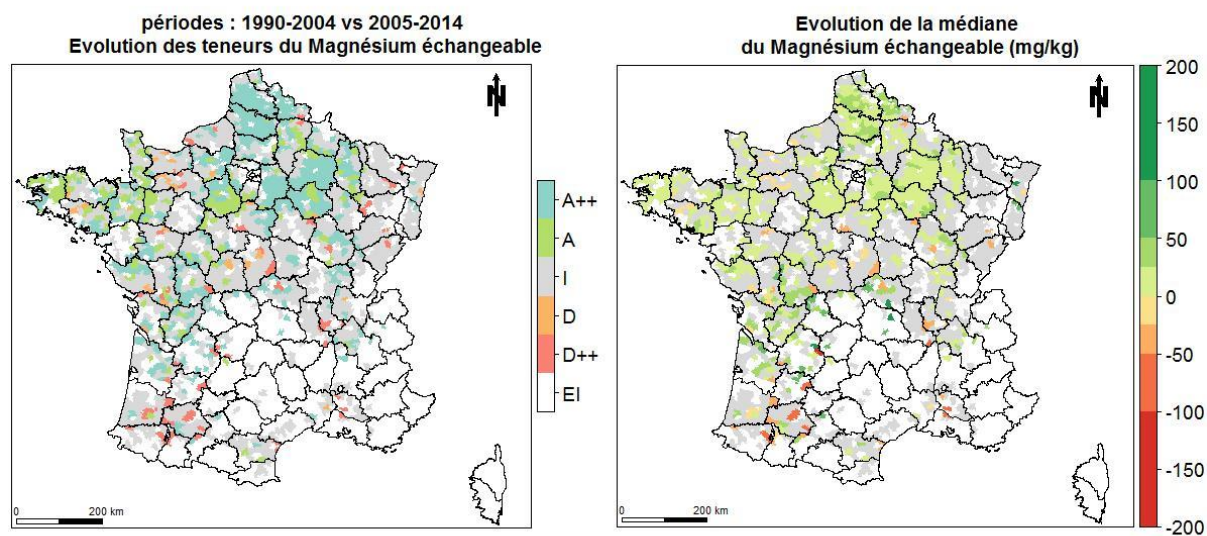 périodes : 1990-2004 vs 2005-2014
Evolution des teneurs du Magnésium échangeable
N
A++
A
I
D
D++
EI
0 200 km
Evolution de la médiane
du Magnésium échangeable (mg/kg)
N
200
150
100
50
0
-50
-100
-150
-200
0 200 km